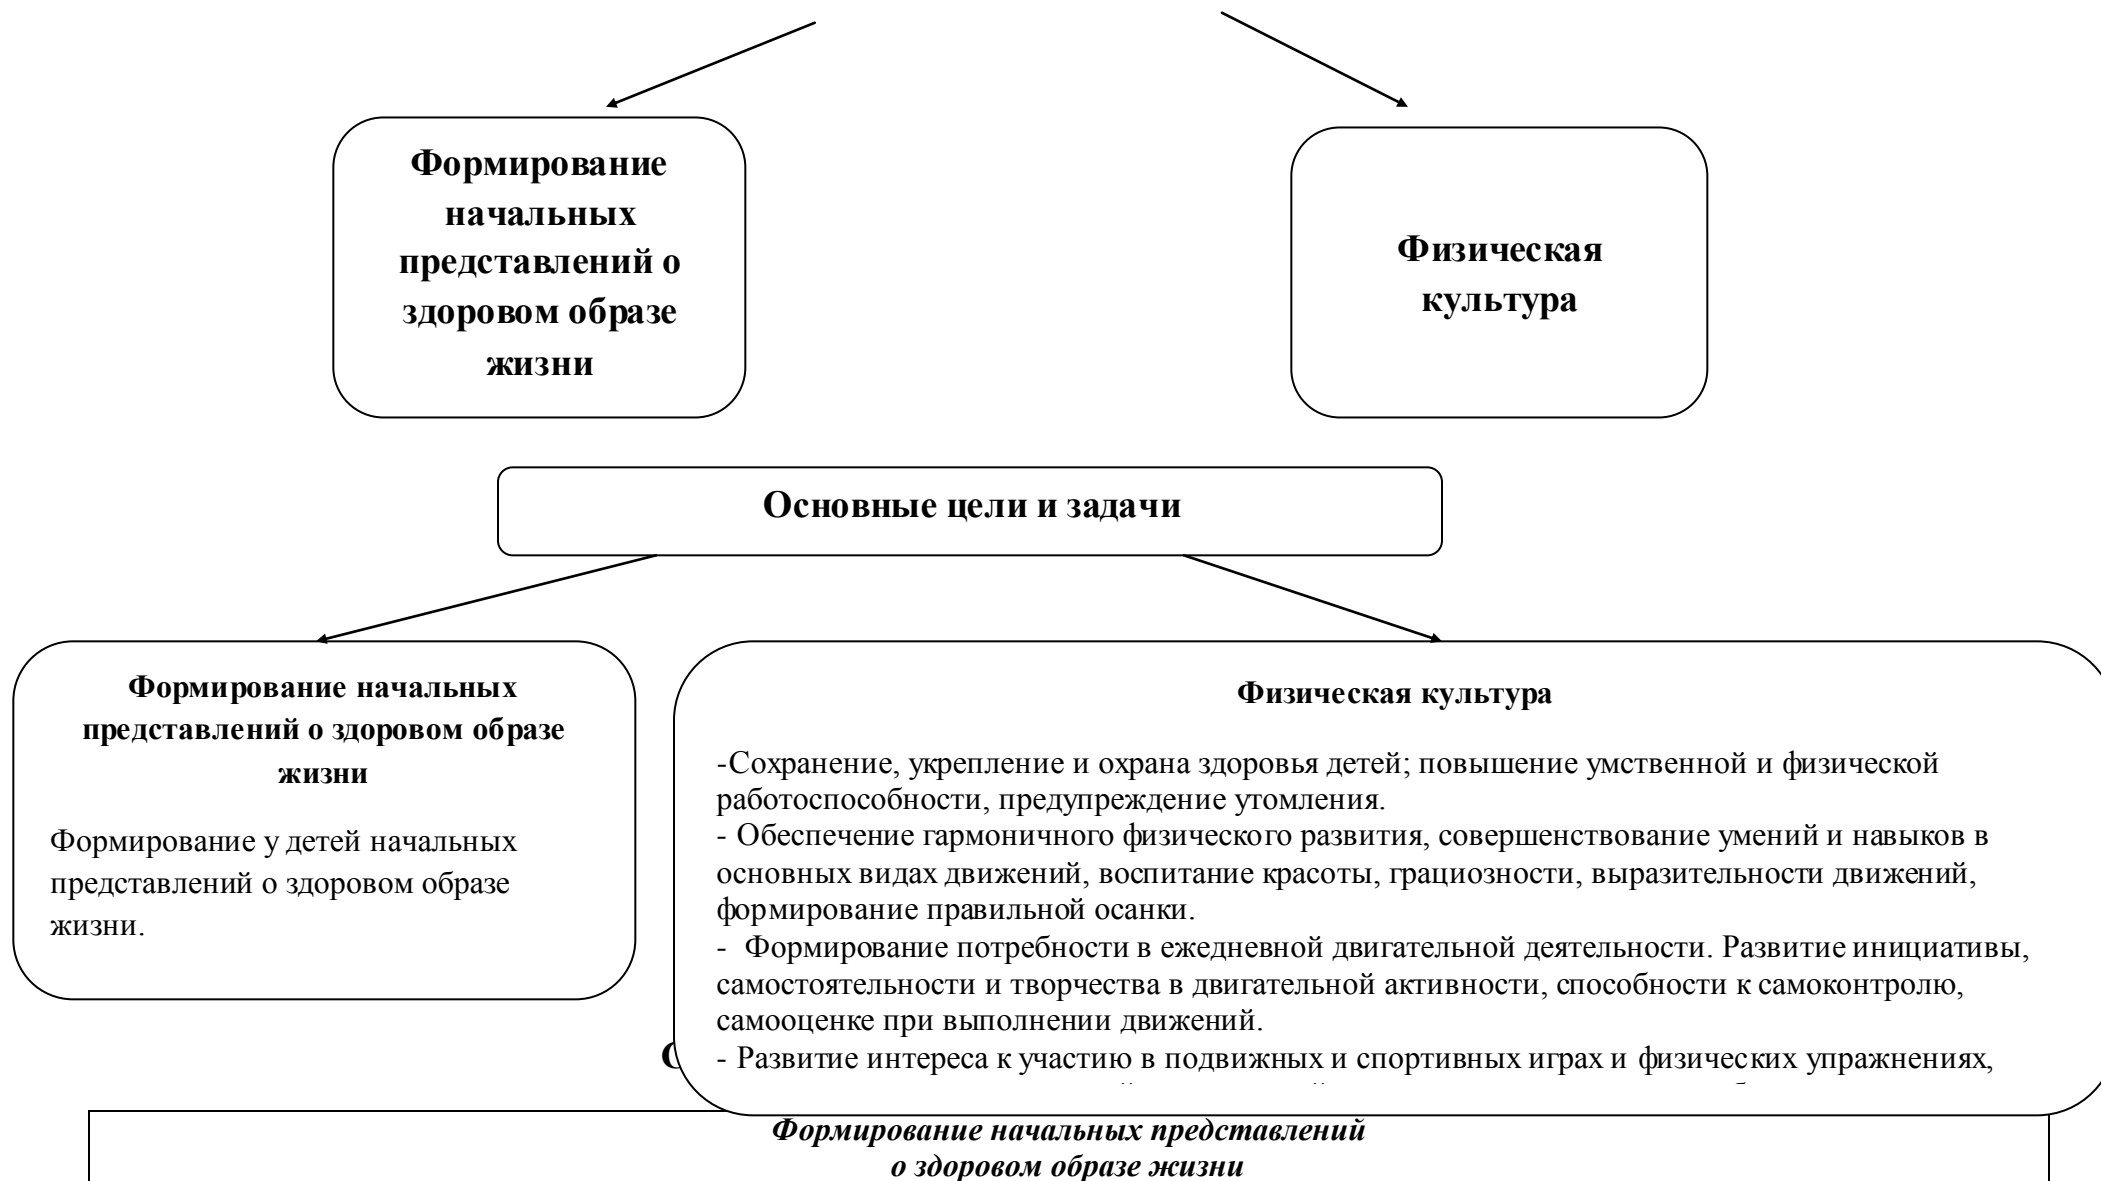 Формирование
начальных
представлений о
здоровом образе
жизни
Физическая
культура
Основные цели и задачи
Формирование начальных
представлений о здоровом образе
жизни
Формирование у детей начальных
представлений о здоровом образе
жизни.
Физическая культура
-Сохранение, укрепление и охрана здоровья детей; повышение умственной и физической
работоспособности, предупреждение утомления.
- Обеспечение гармоничного физического развития, совершенствование умений и навыков в
основных видах движений, воспитание красоты, грациозности, выразительности движений,
формирование правильной осанки.
- Формирование потребности в ежедневной двигательной деятельности. Развитие инициативы,
самостоятельности и творчества в двигательной активности, способности к самоконтролю,
самооценке при выполнении движений.
- Развитие интереса к участию в подвижных и спортивных играх и физических упражнениях,
Формирование начальных представлений
о здоровом образе жизни